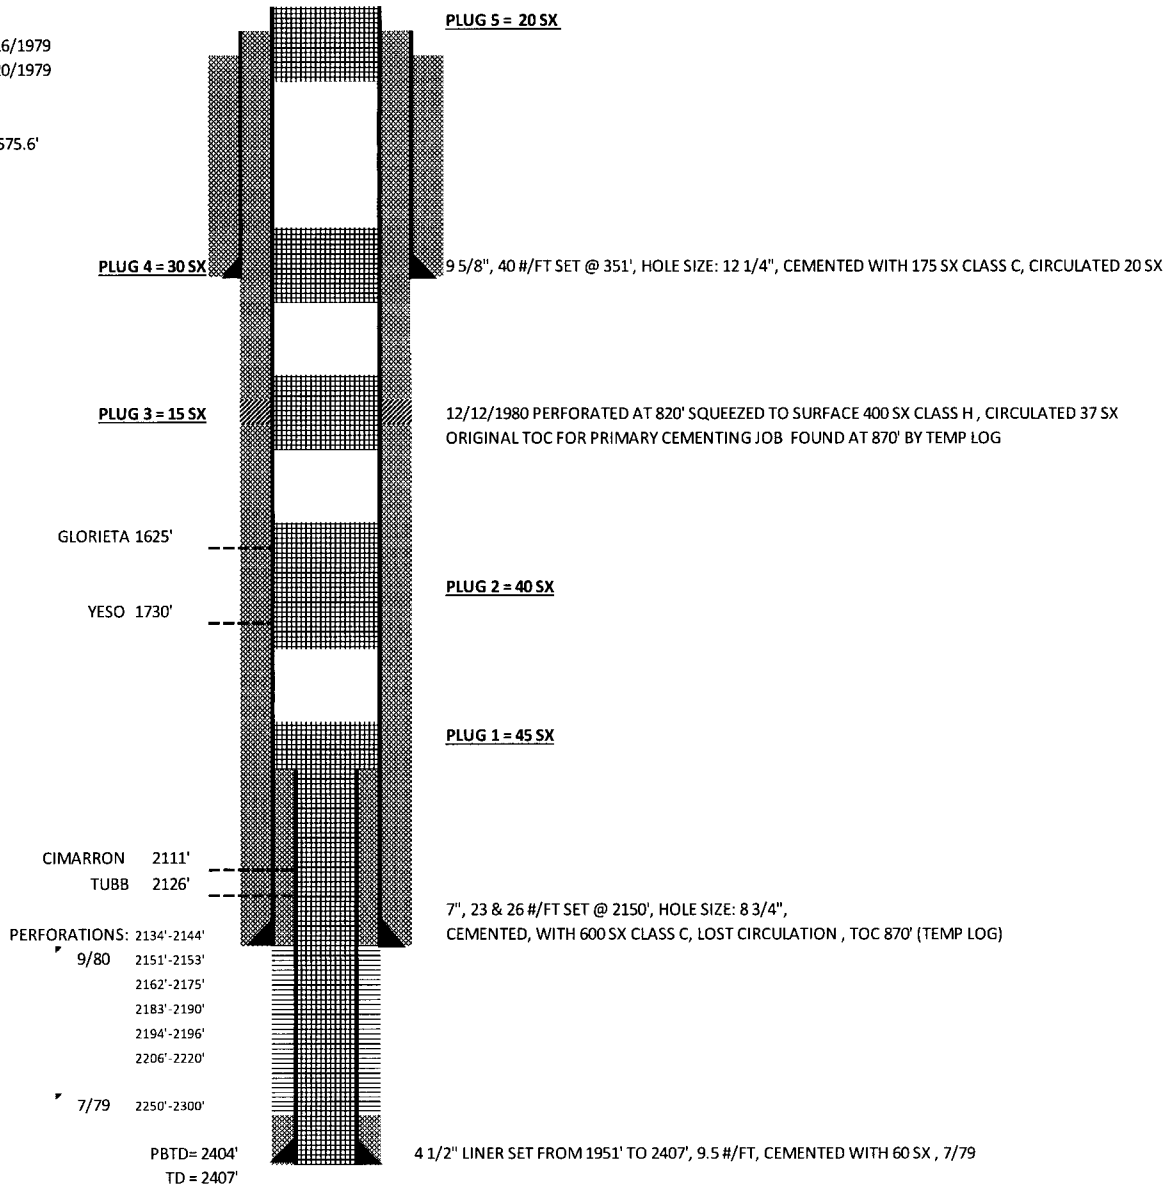 PLUG 5 = 20 SX
6/1979
20/1979
575.6'
PLUG 4 = 30 SX
9 5/8", 40 #/FT SET @ 351', HOLE SIZE: 12 1/4", CEMENTED WITH 175 SX CLASS C, CIRCULATED 20 SX
PLUG 3 = 15 SX
12/12/1980 PERFORATED AT 820' SQUEEZED TO SURFACE 400 SX CLASS H , CIRCULATED 37 SX
ORIGINAL TOC FOR PRIMARY CEMENTING JOB FOUND AT 870' BY TEMP LOG
GLORIETA 1625'
PLUG 2 = 40 SX
YESO 1730'
PLUG 1 = 45 SX
CIMARRON 2111'
TUBB 2126'
7", 23 & 26 #/FT SET @ 2150', HOLE SIZE: 8 3/4",
CEMENTED, WITH 600 SX CLASS C, LOST CIRCULATION , TOC 870' (TEMP LOG)
PERFORATIONS: 2134'-2144'
9/80 2151'-2153'
2162'-2175'
2183'-2190'
2194'-2196'
2206'-2220'
7/79 2250'-2300'
PBTD= 2404'
4 1/2" LINER SET FROM 1951' TO 2407', 9.5 #/FT, CEMENTED WITH 60 SX , 7/79
TD = 2407'